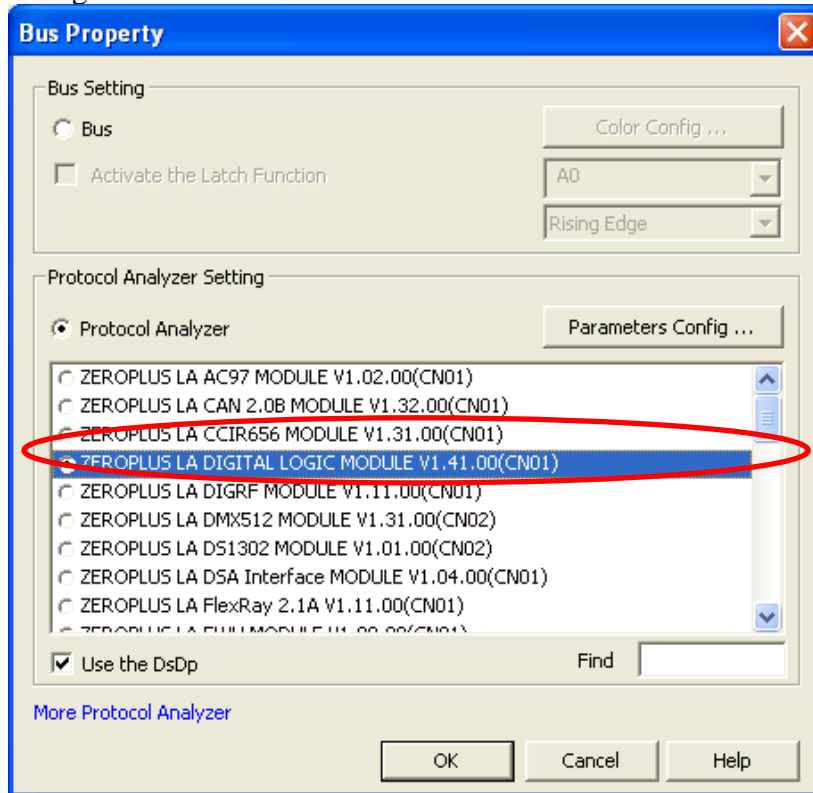 Bus Property
Bus Setting
Bus
Color Config ...
Activate the Latch Function
A0
Rising Edge
Protocol Analyzer Setting
Protocol Analyzer
Parameters Config ...
ZEROPLUS LA AC97 MODULE V1.02.00(CN01)
ZEROPLUS LA CAN 2.0B MODULE V1.32.00(CN01)
ZEROPLUS LA CCIR656 MODULE V1.31.00(CN01)
ZEROPLUS LA DIGITAL LOGIC MODULE V1.41.00(CN01)
ZEROPLUS LA DIGRF MODULE V1.11.00(CN01)
ZEROPLUS LA DMX512 MODULE V1.31.00(CN02)
ZEROPLUS LA DS1302 MODULE V1.01.00(CN02)
ZEROPLUS LA DSA Interface MODULE V1.04.00(CN01)
ZEROPLUS LA FlexRay 2.1A V1.11.00(CN01)
Use the DsDp
Find
More Protocol Analyzer
OK
Cancel
Help